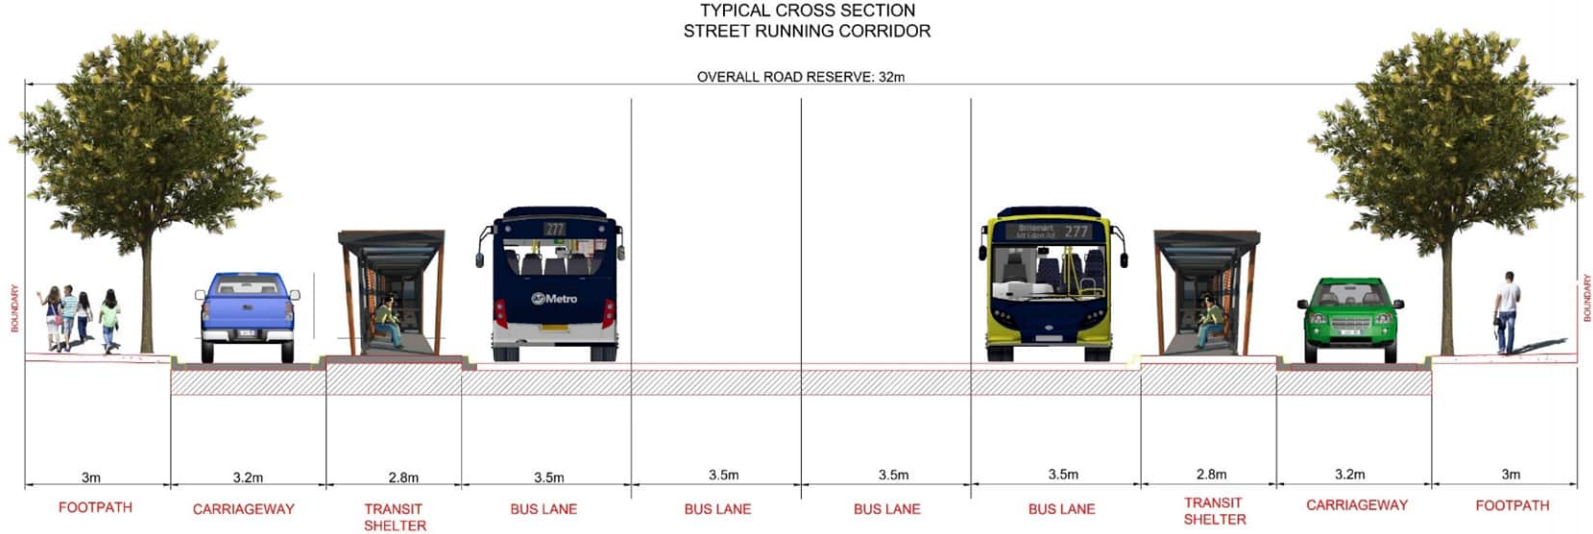 TYPICAL CROSS SECTION
STREET RUNNING CORRIDOR
OVERALL ROAD RESERVE: 32m
277
277
Metro
BOUNDARY
BOUNDARY
3m
3.2m
2.8m
3.5m
3.5m
3.5m
3.5m
2.8m
3.2m
3m
FOOTPATH
CARRIAGEWAY
TRANSIT
SHELTER
BUS LANE
BUS LANE
BUS LANE
BUS LANE
TRANSIT
SHELTER
CARRIAGEWAY
FOOTPATH